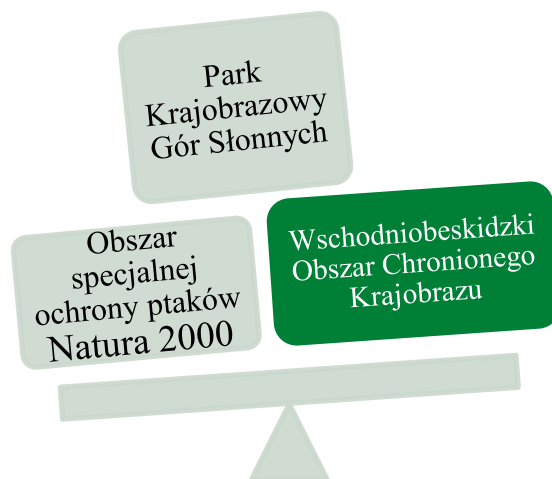 Park
Krajobrazowy
Gór Słonnych
Obszar
specjalnej
ochrony ptaków
Natura 2000
Wschodniobeskidzki
Obszar Chronionego
Krajobrazu